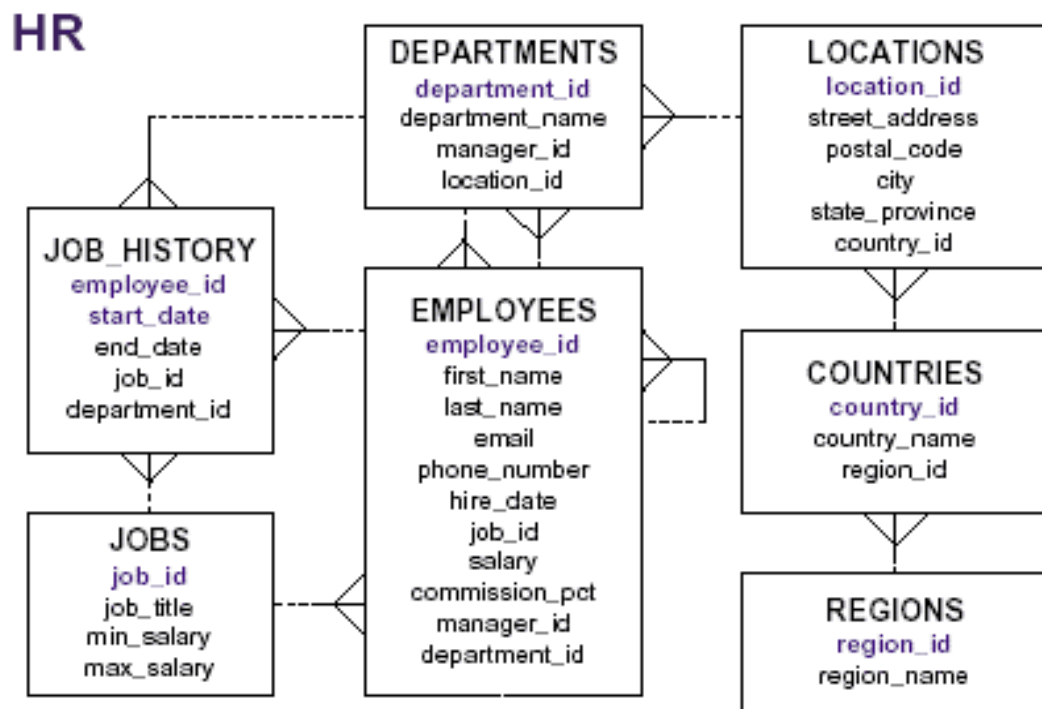 HR
DEPARTMENTS
department_id
department_name
manager_id
location_id
LOCATIONS
location_id
street_address
postal_code
city
state_province
country_id
JOB_HISTORY
employee_id
start_date
end_date
job_id
department_id
EMPLOYEES
employee_id
first_name
last_name
email
phone_number
hire_date
job_id
salary
commission_pct
manager_id
department_id
COUNTRIES
country_id
country_name
region_id
JOBS
job_id
job_title
min_salary
max_salary
REGIONS
region_id
region_name